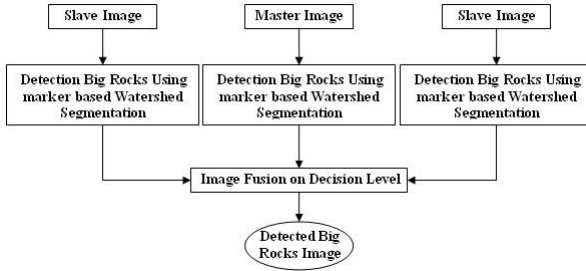 Slave Image
Master Image
Slave Image
Detection Big Rocks Using
marker based Watershed
Segmentation
Detection Big Rocks Using
marker based Watershed
Segmentation
Detection Big Rocks Using
marker based Watershed
Segmentation
Image Fusion on Decision Level
Detected Big
Rocks Image